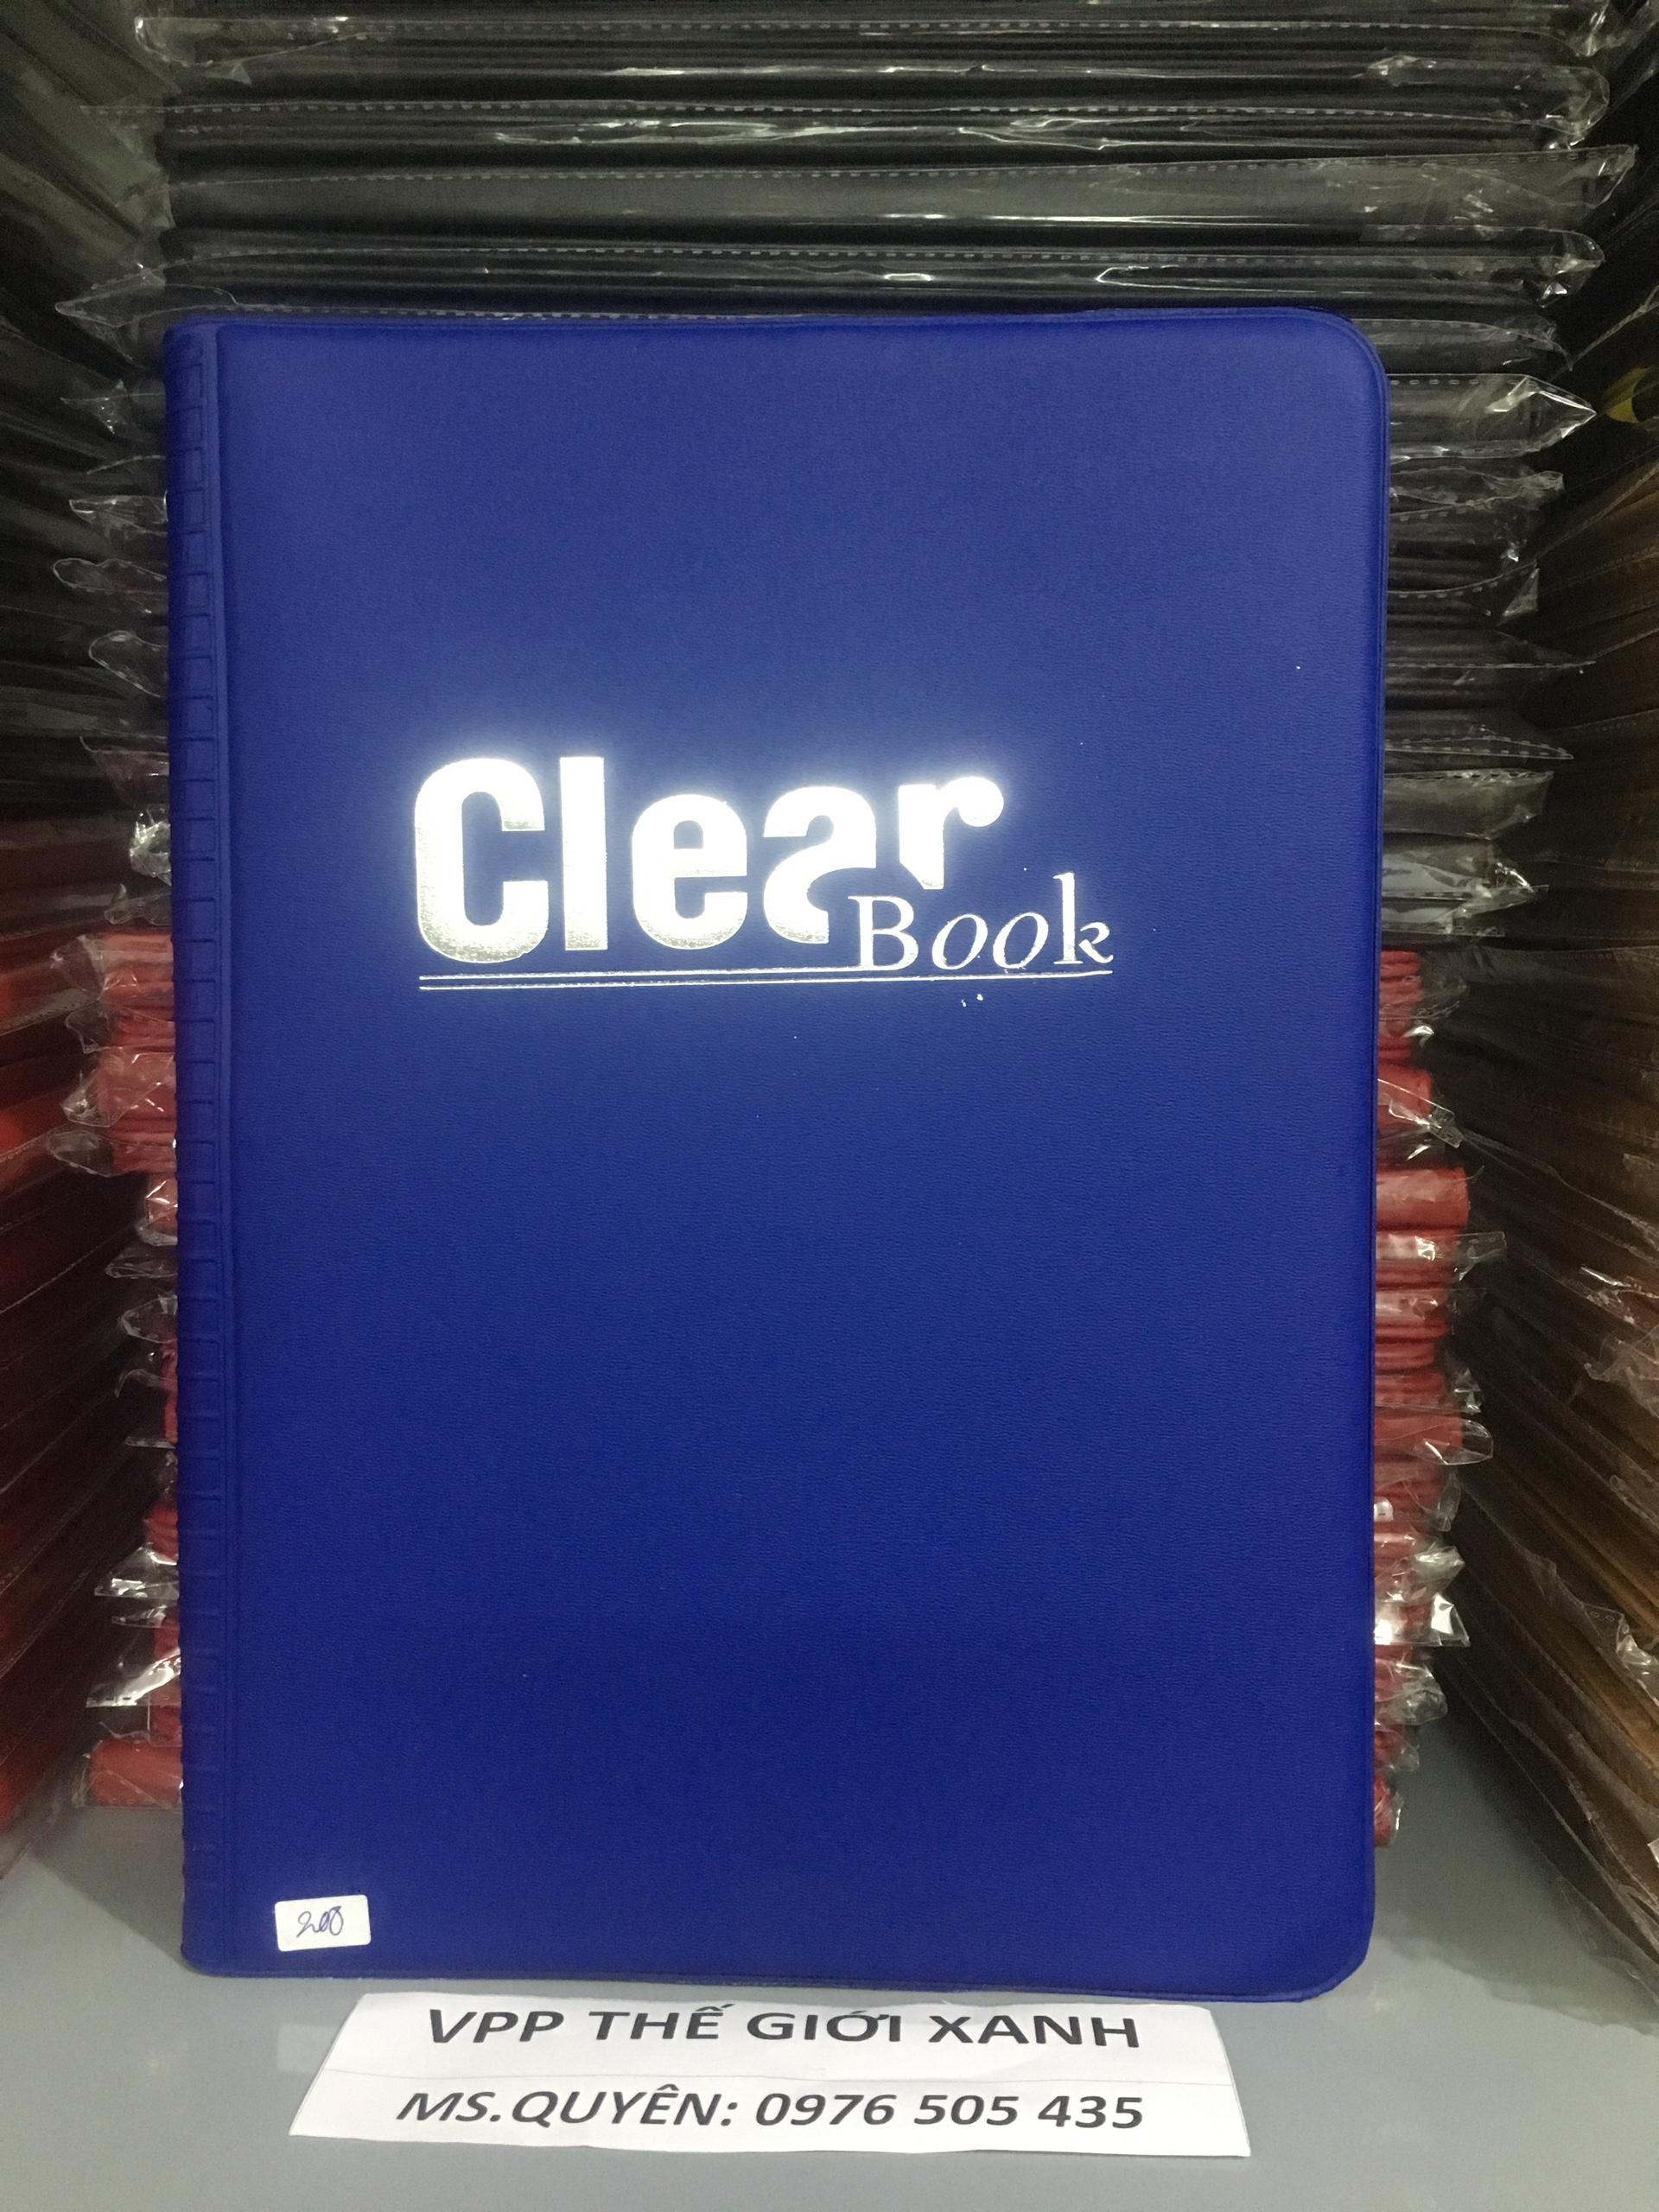 Clear
Book
200
VPP THẾ GIỚI XANH
MS.QUYÊN: 0976 505 435